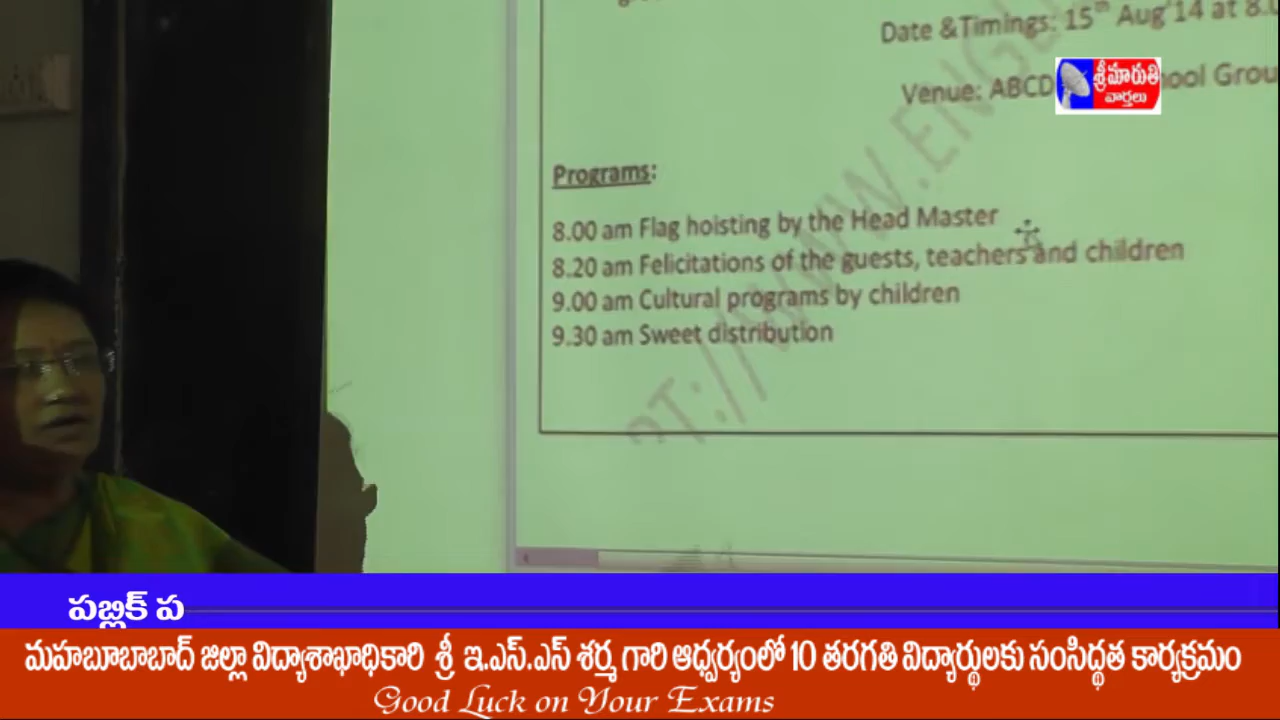 Date &Timings: 15th Aug'14 at 8.0
శ్రీమారుతి
వార్తలు
Venue: ABCD ool Grou
Programs:
8.00 am Flag hoisting by the Head Master
8.20 am Felicitations of the guests, teachers and children
9.00 am Cultural programs by children
9.30 am Sweet distribution
పబ్లిక్ ప
మహబూబాబాద్ జిల్లా విద్యాశాఖాధికారి శ్రీ ఇ.ఎస్.ఎస్ శర్మ గారి ఆధ్వర్యంలో 10 తరగతి విద్యార్థులకు సంసిద్ధత కార్యక్రమం
Good Luck on Your Exams